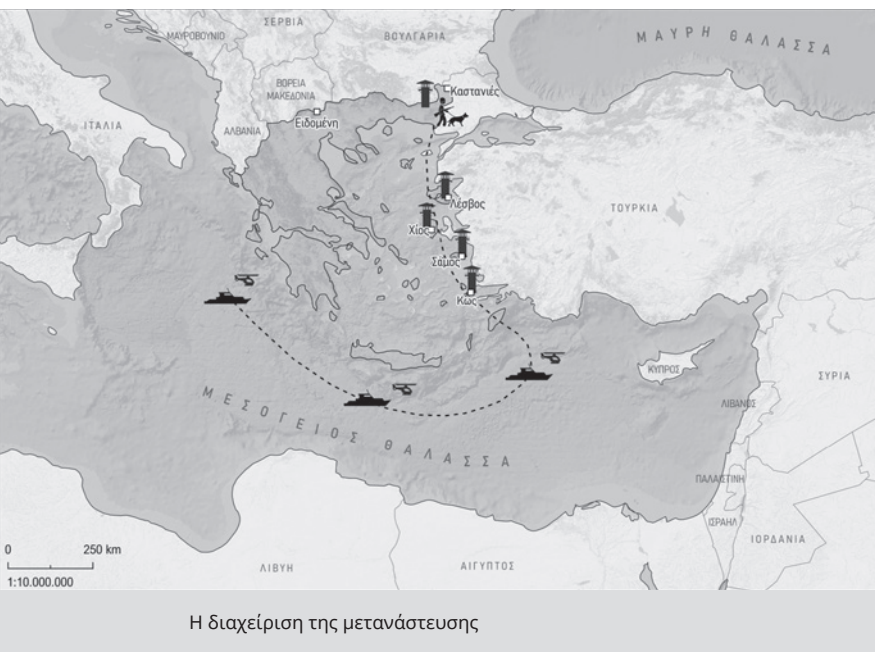 ΣΕΡΒΙΑ
ΜΑΥΡΟΒΟΥΝΙΟ
ΒΟΥΛΓΑΡΙΑ
ΜΑΥΡΗ ΘΑΛΑΣΣΑ
ΒΟΡΕΙΑ
ΜΑΚΕΔΟΝΙΑ
Καστανιές
ΙΤΑΛΙΑ
Ειδομένη
ΑΛΒΑΝΙΑ
Λέσβος
ΤΟΥΡΚΙΑ
Χίος
Σάμος
Κως
ΚΥΠΡΟΣ
ΣΥΡΙΑ
ΜΕΣΟΓΕΙΟΣ ΘΑΛΑΣΣΑ
ΛΙΒΑΝΟΣ
ΠΑΛΑΙΣΤΙΝΗ
ΙΣΡΑΗΛ
ΙΟΡΔΑΝΙΑ
0 250 km
1:10.000.000
ΛΙΒΥΗ
ΑΙΓΥΠΤΟΣ
Η διαχείριση της μετανάστευσης